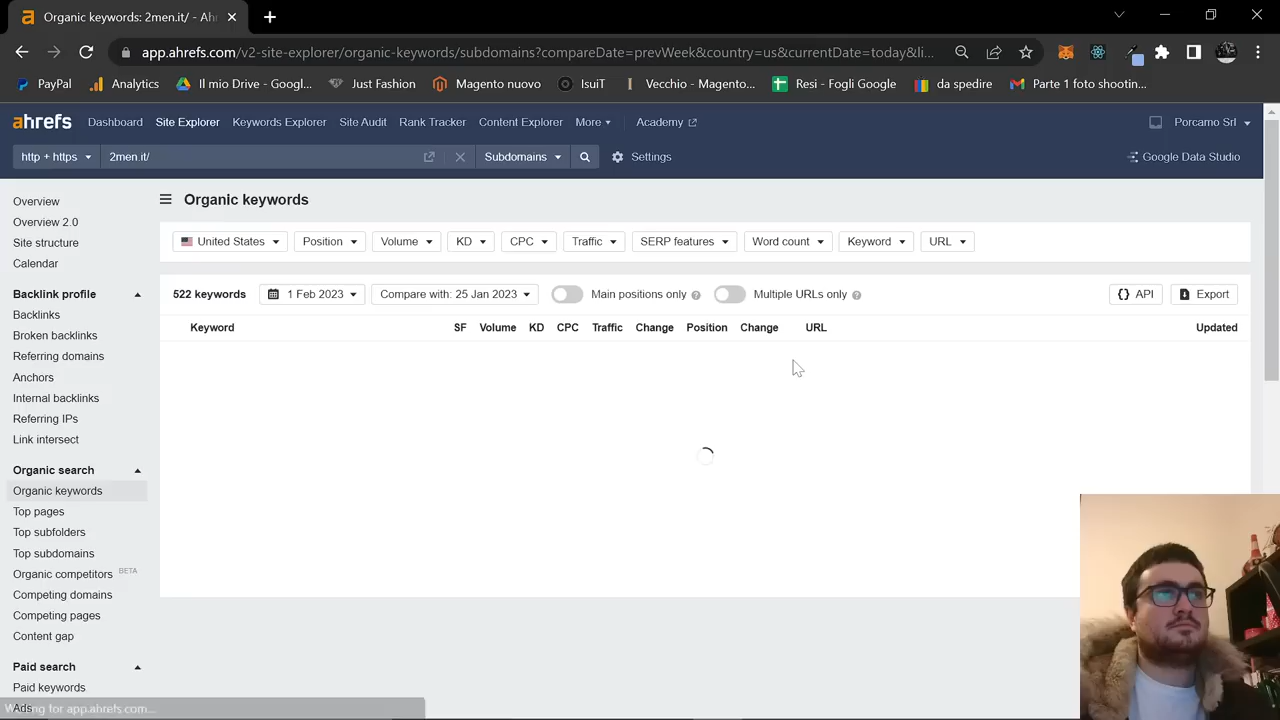 Organic keywords: 2men.it/ - Ahr
app.ahrefs.com/v2-site-explorer/organic-keywords/subdomains?compareDate=prevWeek&country=us&currentDate=today&li...
PayPal Analytics Il mio Drive - Googl... Just Fashion Magento nuovo IsuiT Vecchio - Magento... Resi - Fogli Google da spedire Parte 1 foto shootin...
ahrefs Dashboard Site Explorer Keywords Explorer Site Audit Rank Tracker Content Explorer More Academy Porcamo Srl
http + https 2men.it/ Subdomains Settings Google Data Studio
Overview
Overview 2.0
Site structure
Calendar
Backlink profile
Backlinks
Broken backlinks
Referring domains
Anchors
Internal backlinks
Referring IPs
Link intersect
Organic search
Organic keywords
Top pages
Top subfolders
Top subdomains
Organic competitors BETA
Competing domains
Competing pages
Content gap
Paid search
Paid keywords
Ads
Waiting for app.ahrefs.com...
Organic keywords
United States Position Volume KD CPC Traffic SERP features Word count Keyword URL
522 keywords 1 Feb 2023 Compare with: 25 Jan 2023 Main positions only ? Multiple URLs only ? {} API Export
Keyword SF Volume KD CPC Traffic Change Position Change URL Updated